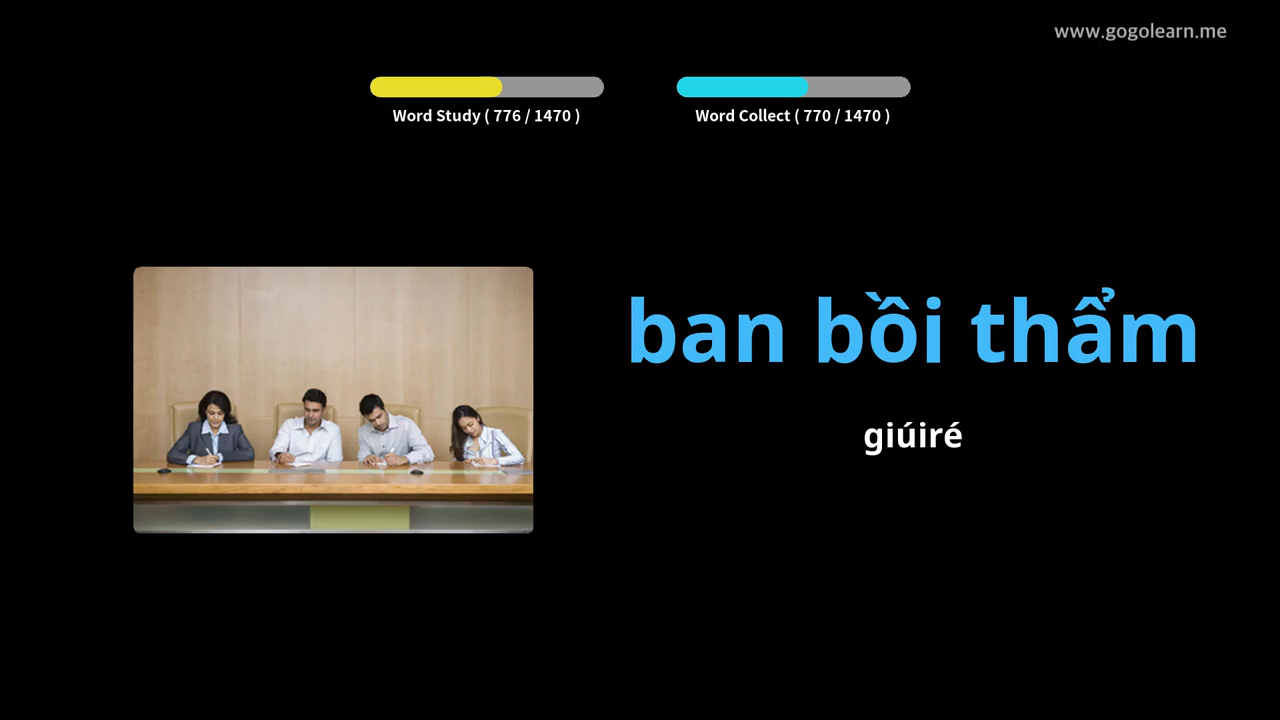 www.gogolearn.me
Word Study ( 776 / 1470 )
Word Collect ( 770 / 1470 )
ban bồi thẩm
giúiré